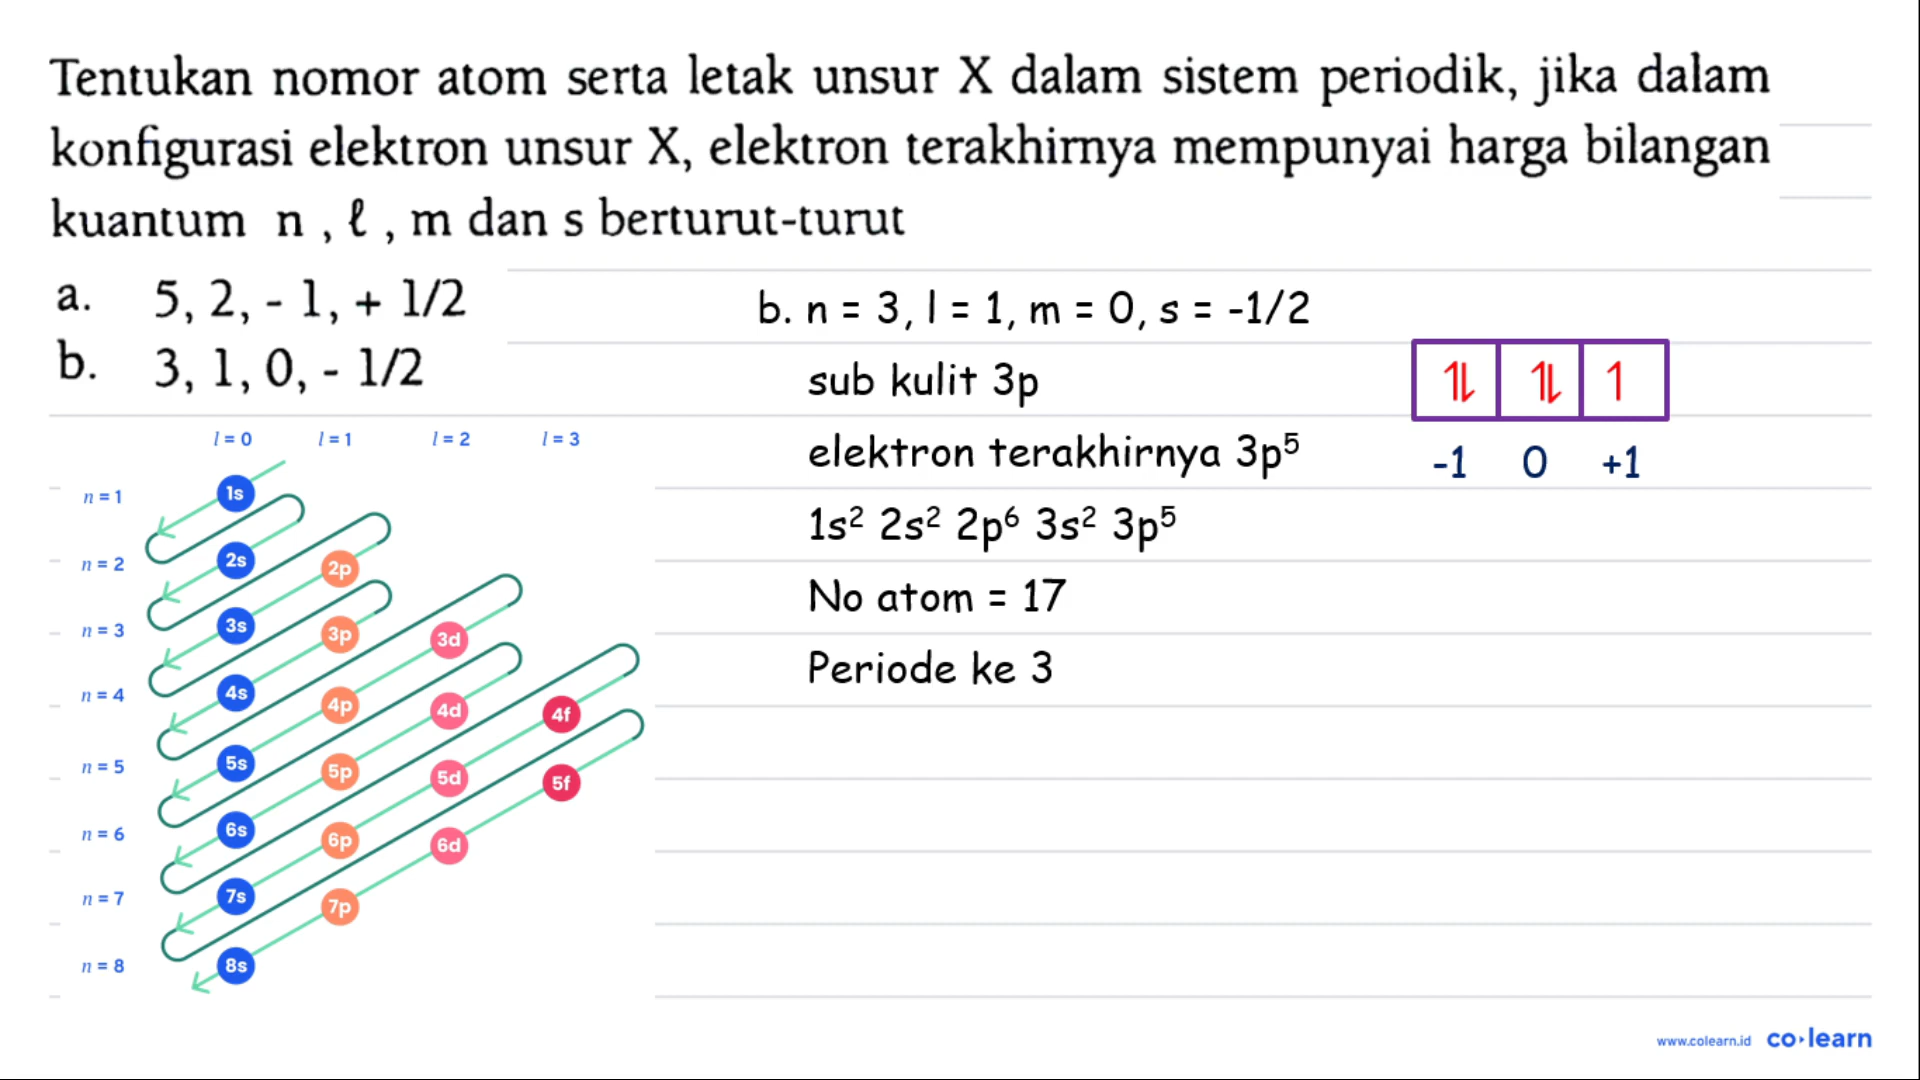 Tentukan nomor atom serta letak unsur X dalam sistem periodik, jika dalam
konfigurasi elektron unsur X, elektron terakhirnya mempunyai harga bilangan
kuantum n , ℓ , m dan s berturut-turut
a. 5, 2, - 1, + 1/2
b. 3, 1, 0, - 1/2
b. n = 3, l = 1, m = 0, s = -1/2
sub kulit 3p
⥮ ⥮ 1
elektron terakhirnya 3p⁵
-1 0 +1
1s² 2s² 2p⁶ 3s² 3p⁵
No atom = 17
Periode ke 3
l = 0 l = 1 l = 2 l = 3
n = 1 1s
n = 2 2s 2p
n = 3 3s 3p 3d
n = 4 4s 4p 4d 4f
n = 5 5s 5p 5d 5f
n = 6 6s 6p 6d
n = 7 7s 7p
n = 8 8s
www.colearn.id co·learn